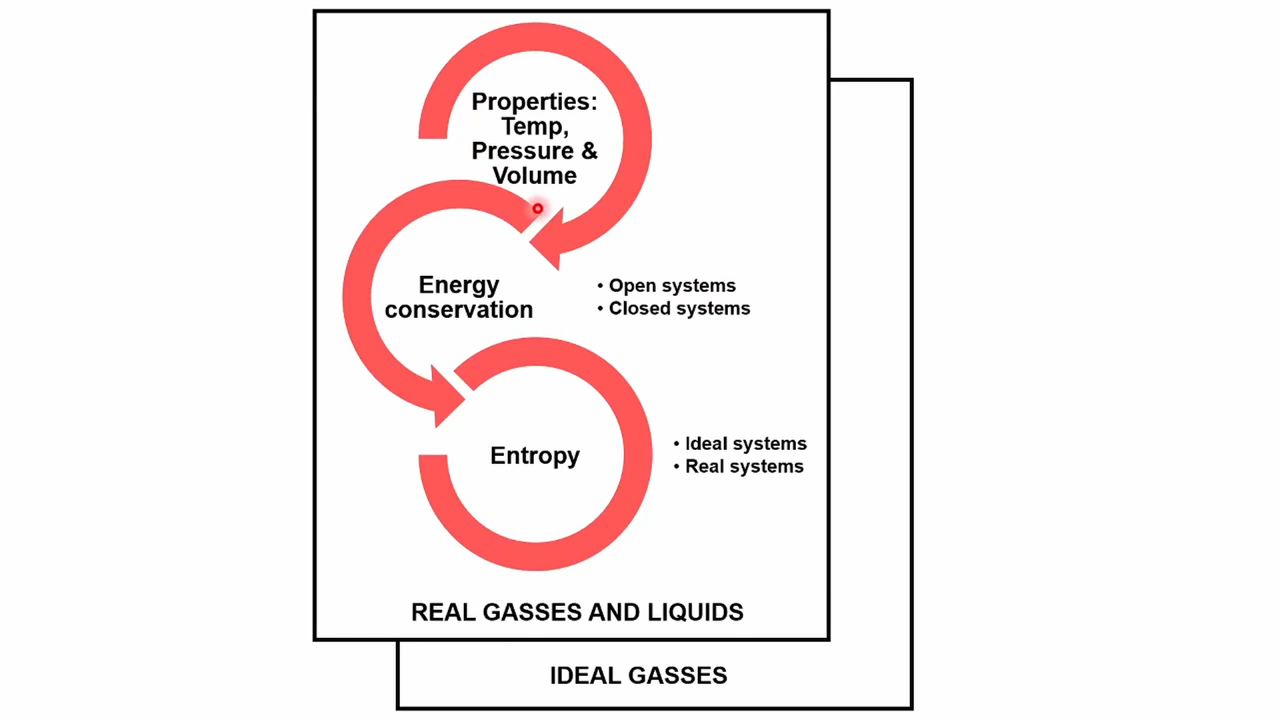 Properties:
Temp,
Pressure &
Volume
Energy
conservation
• Open systems
• Closed systems
Entropy
• Ideal systems
• Real systems
REAL GASSES AND LIQUIDS
IDEAL GASSES